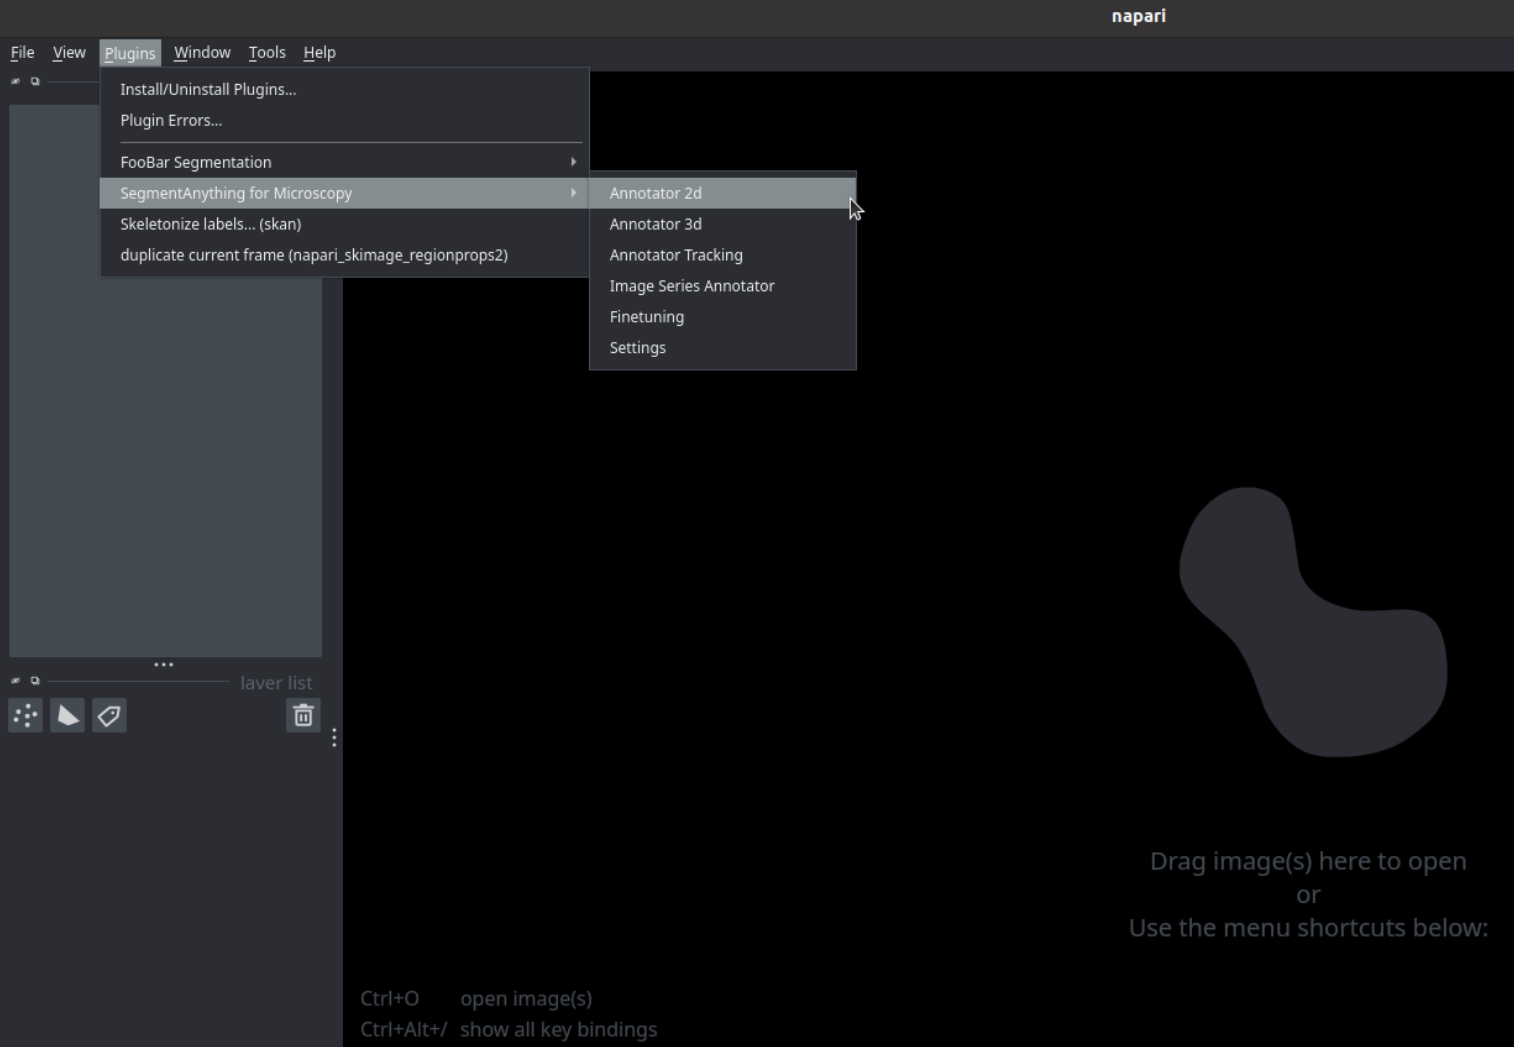 napari
File View Plugins Window Tools Help
Install/Uninstall Plugins...
Plugin Errors...
FooBar Segmentation
SegmentAnything for Microscopy
Skeletonize labels... (skan)
duplicate current frame (napari_skimage_regionprops2)
Annotator 2d
Annotator 3d
Annotator Tracking
Image Series Annotator
Finetuning
Settings
laver list
Drag image(s) here to open
or
Use the menu shortcuts below:
Ctrl+O open image(s)
Ctrl+Alt+/ show all key bindings